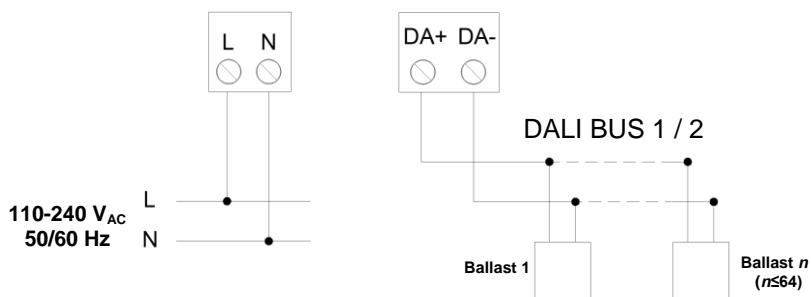 L N
DA+ DA-
DALI BUS 1 / 2
110-240 VAC
50/60 Hz
L
N
Ballast 1
Ballast n
(n≤64)